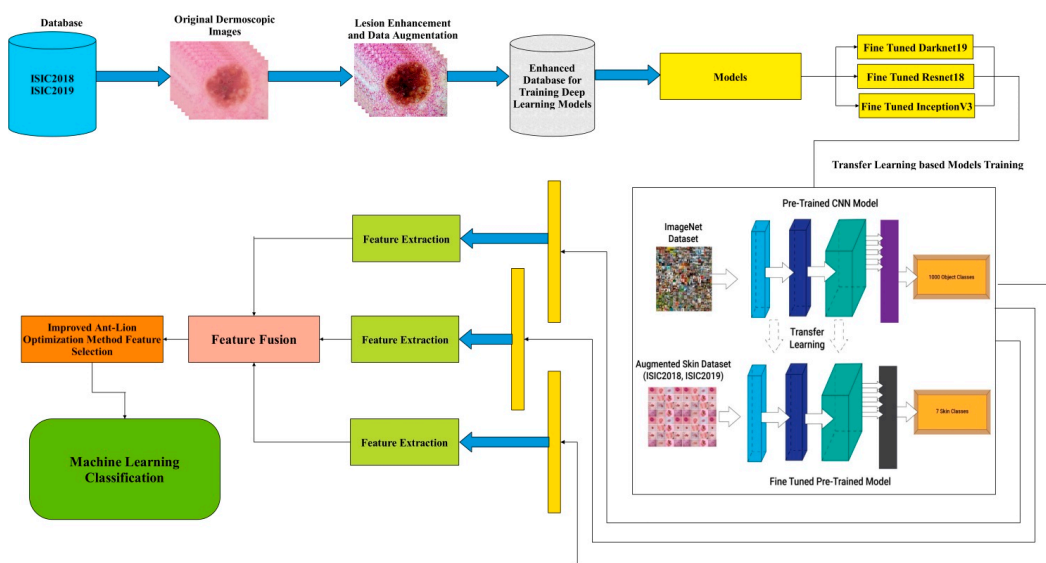 Database
ISIC2018
ISIC2019
Original Dermoscopic
Images
Lesion Enhancement
and Data Augmentation
Enhanced
Database for
Training Deep
Learning Models
Models
Fine Tuned Darknet19
Fine Tuned Resnet18
Fine Tuned InceptionV3
Transfer Learning based Models Training
Pre-Trained CNN Model
ImageNet
Dataset
1000 Object Classes
Transfer
Learning
Augmented Skin Dataset
(ISIC2018, ISIC2019)
7 Skin Classes
Fine Tuned Pre-Trained Model
Feature Extraction
Feature Extraction
Feature Extraction
Feature Fusion
Improved Ant-Lion
Optimization Method Feature
Selection
Machine Learning
Classification